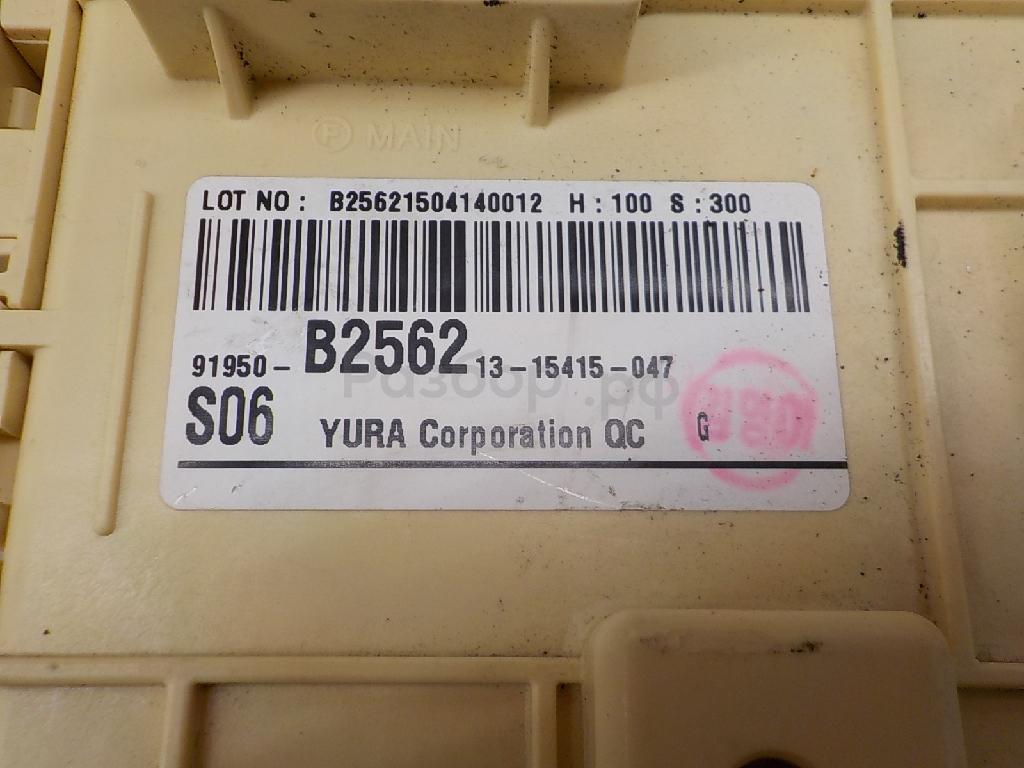 Ⓟ MAIN
LOT NO : B25621504140012 H : 100 S : 300
91950- B2562 13-15415-047
Разбор.рф
S06 YURA Corporation QC G